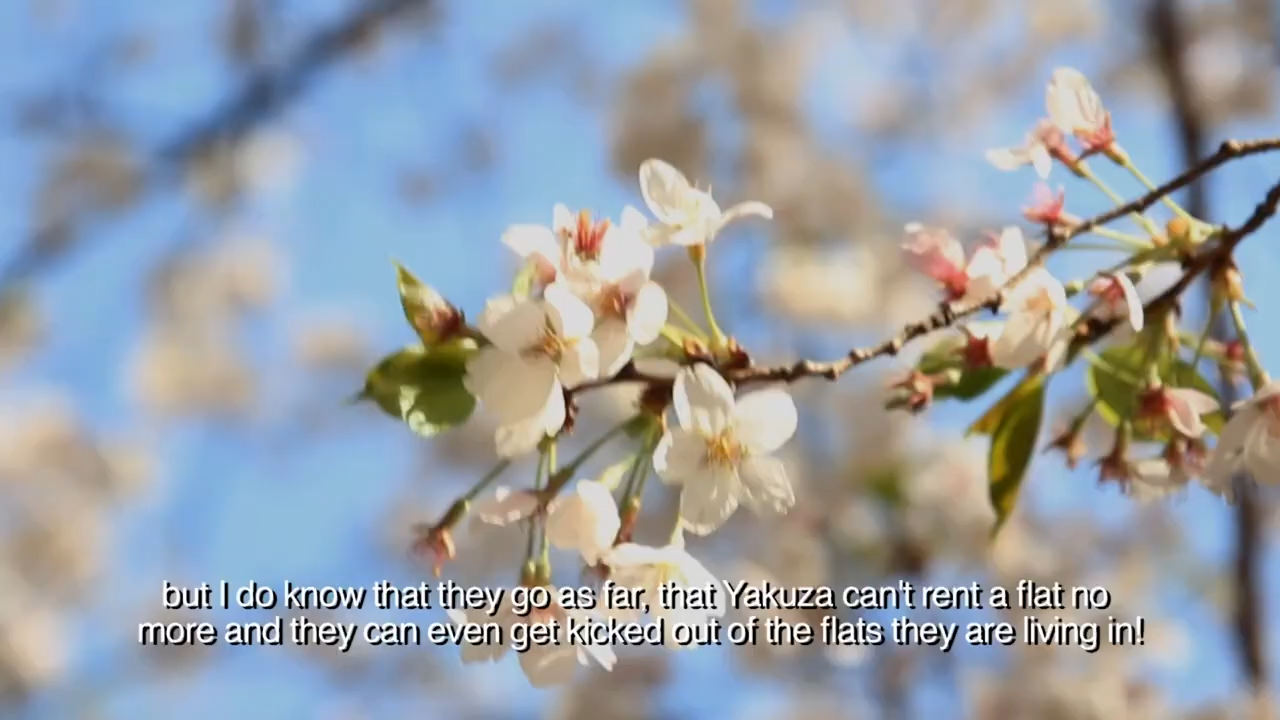 but I do know that they go as far, that Yakuza can't rent a flat no
more and they can even get kicked out of the flats they are living in!